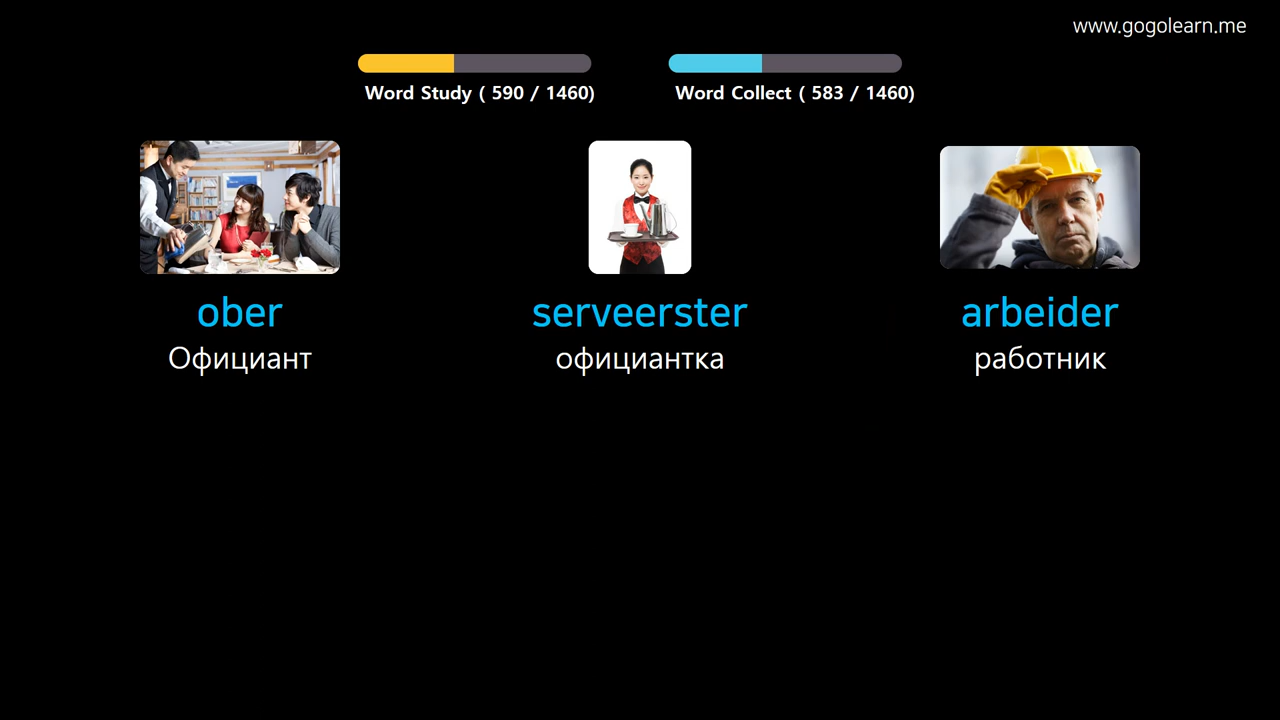 www.gogolearn.me
Word Study ( 590 / 1460)
Word Collect ( 583 / 1460)
ober
serveerster
arbeider
Официант
официантка
работник